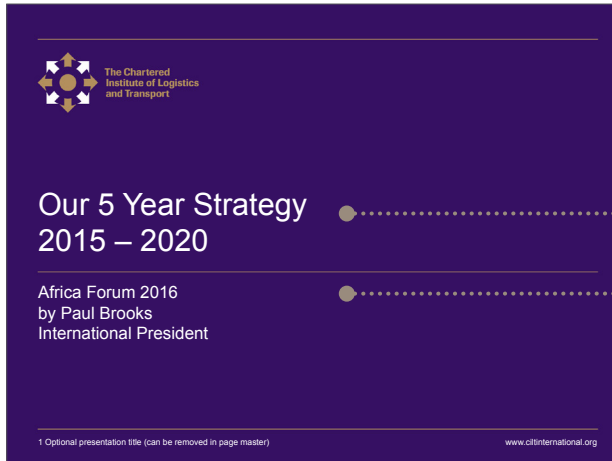 The Chartered
Institute of Logistics
and Transport
Our 5 Year Strategy
2015 – 2020
Africa Forum 2016
by Paul Brooks
International President
1 Optional presentation title (can be removed in page master)
www.ciltinternational.org